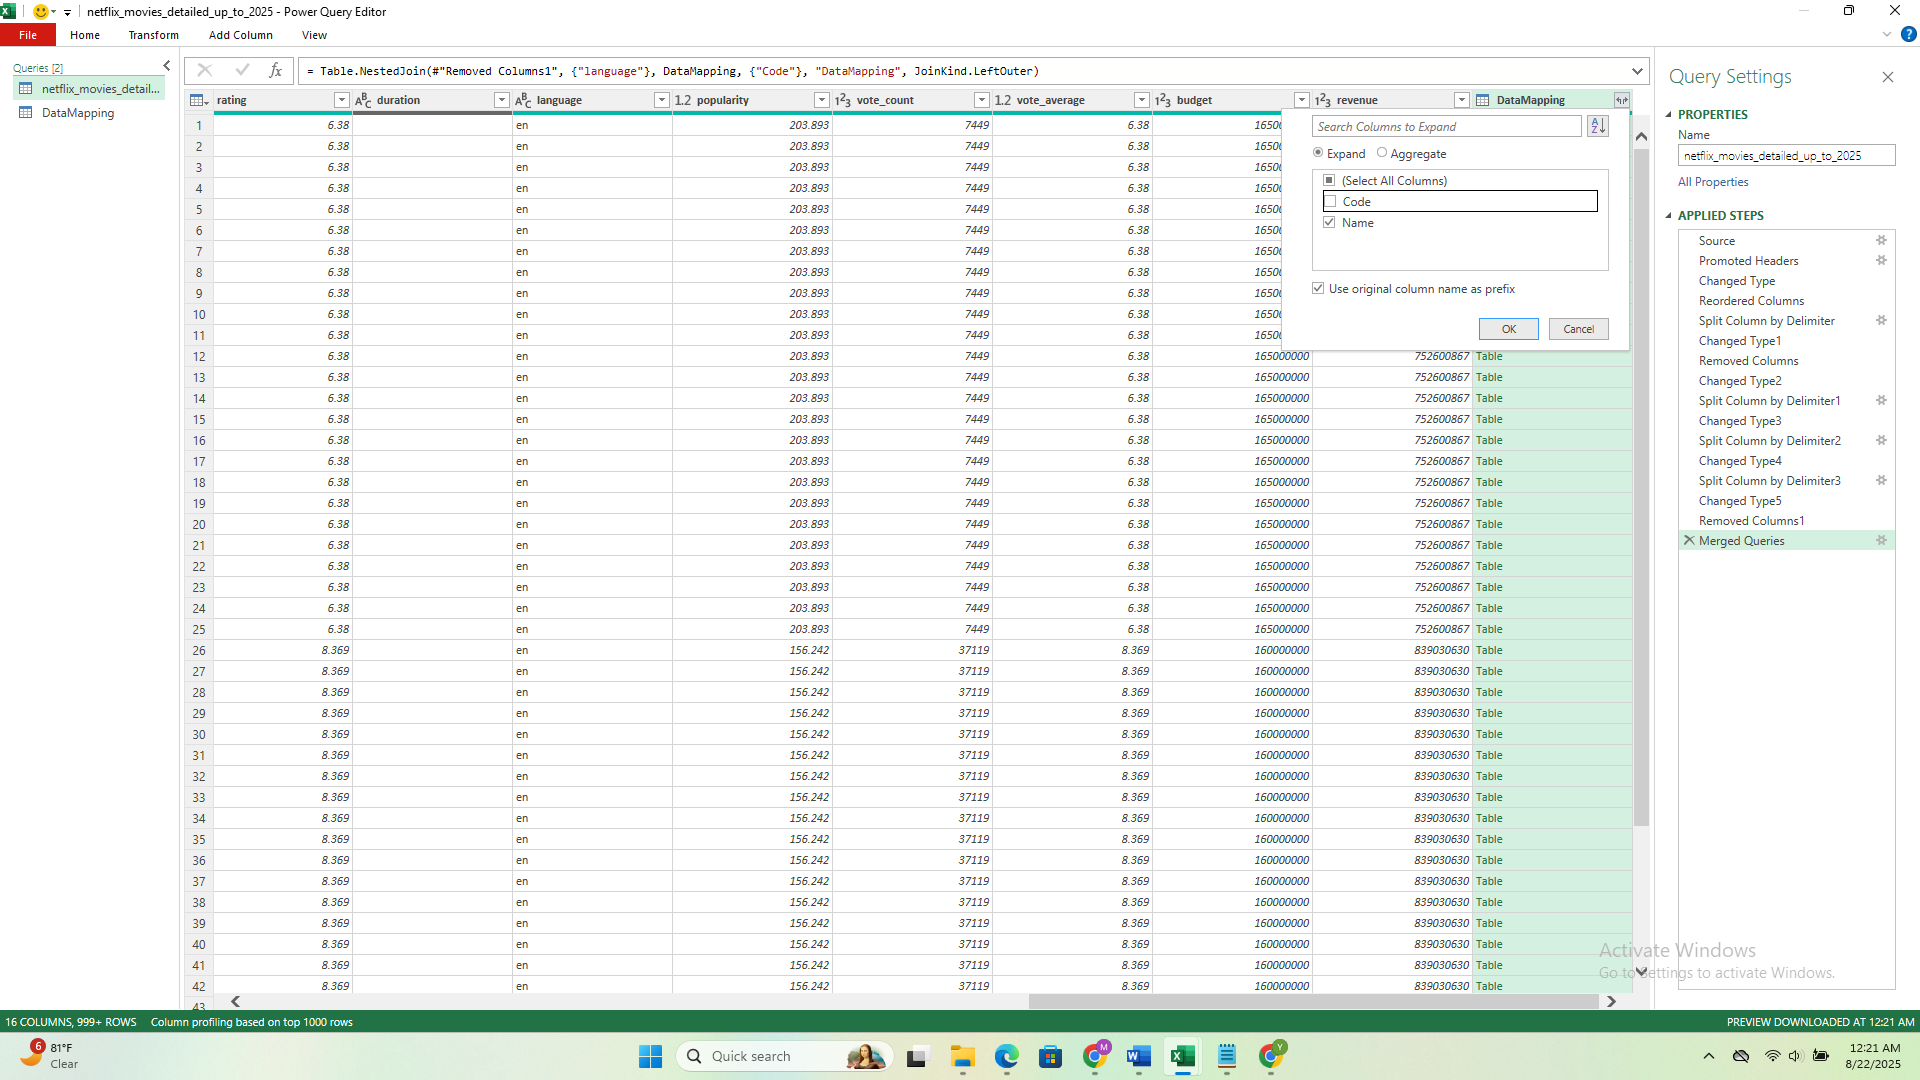 netflix_movies_detailed_up_to_2025 - Power Query Editor
File Home Transform Add Column View
Queries [2]
netflix_movies_detail...
DataMapping
fx = Table.NestedJoin(#"Removed Columns1", {"language"}, DataMapping, {"Code"}, "DataMapping", JoinKind.LeftOuter)
rating ABC duration ABC language 1.2 popularity 123 vote_count 1.2 vote_average 123 budget 123 revenue DataMapping
1 6.38 en 203.893 7449 6.38 1650
2 6.38 en 203.893 7449 6.38 1650
3 6.38 en 203.893 7449 6.38 1650
4 6.38 en 203.893 7449 6.38 1650
5 6.38 en 203.893 7449 6.38 1650
6 6.38 en 203.893 7449 6.38 1650
7 6.38 en 203.893 7449 6.38 1650
8 6.38 en 203.893 7449 6.38 1650
9 6.38 en 203.893 7449 6.38 1650
10 6.38 en 203.893 7449 6.38 1650
11 6.38 en 203.893 7449 6.38 1650
12 6.38 en 203.893 7449 6.38 165000000 752600867 Table
13 6.38 en 203.893 7449 6.38 165000000 752600867 Table
14 6.38 en 203.893 7449 6.38 165000000 752600867 Table
15 6.38 en 203.893 7449 6.38 165000000 752600867 Table
16 6.38 en 203.893 7449 6.38 165000000 752600867 Table
17 6.38 en 203.893 7449 6.38 165000000 752600867 Table
18 6.38 en 203.893 7449 6.38 165000000 752600867 Table
19 6.38 en 203.893 7449 6.38 165000000 752600867 Table
20 6.38 en 203.893 7449 6.38 165000000 752600867 Table
21 6.38 en 203.893 7449 6.38 165000000 752600867 Table
22 6.38 en 203.893 7449 6.38 165000000 752600867 Table
23 6.38 en 203.893 7449 6.38 165000000 752600867 Table
24 6.38 en 203.893 7449 6.38 165000000 752600867 Table
25 6.38 en 203.893 7449 6.38 165000000 752600867 Table
26 8.369 en 156.242 37119 8.369 160000000 839030630 Table
27 8.369 en 156.242 37119 8.369 160000000 839030630 Table
28 8.369 en 156.242 37119 8.369 160000000 839030630 Table
29 8.369 en 156.242 37119 8.369 160000000 839030630 Table
30 8.369 en 156.242 37119 8.369 160000000 839030630 Table
31 8.369 en 156.242 37119 8.369 160000000 839030630 Table
32 8.369 en 156.242 37119 8.369 160000000 839030630 Table
33 8.369 en 156.242 37119 8.369 160000000 839030630 Table
34 8.369 en 156.242 37119 8.369 160000000 839030630 Table
35 8.369 en 156.242 37119 8.369 160000000 839030630 Table
36 8.369 en 156.242 37119 8.369 160000000 839030630 Table
37 8.369 en 156.242 37119 8.369 160000000 839030630 Table
38 8.369 en 156.242 37119 8.369 160000000 839030630 Table
39 8.369 en 156.242 37119 8.369 160000000 839030630 Table
40 8.369 en 156.242 37119 8.369 160000000 839030630 Table
41 8.369 en 156.242 37119 8.369 160000000 839030630 Table
42 8.369 en 156.242 37119 8.369 160000000 839030630 Table
43
Search Columns to Expand
Expand Aggregate
(Select All Columns)
Code
Name
Use original column name as prefix
OK Cancel
Query Settings
PROPERTIES
Name
netflix_movies_detailed_up_to_2025
All Properties
APPLIED STEPS
Source
Promoted Headers
Changed Type
Reordered Columns
Split Column by Delimiter
Changed Type1
Removed Columns
Changed Type2
Split Column by Delimiter1
Changed Type3
Split Column by Delimiter2
Changed Type4
Split Column by Delimiter3
Changed Type5
Removed Columns1
Merged Queries
Activate Windows
Go to Settings to activate Windows.
16 COLUMNS, 999+ ROWS Column profiling based on top 1000 rows PREVIEW DOWNLOADED AT 12:21 AM
6 81°F
Clear
Quick search
12:21 AM
8/22/2025